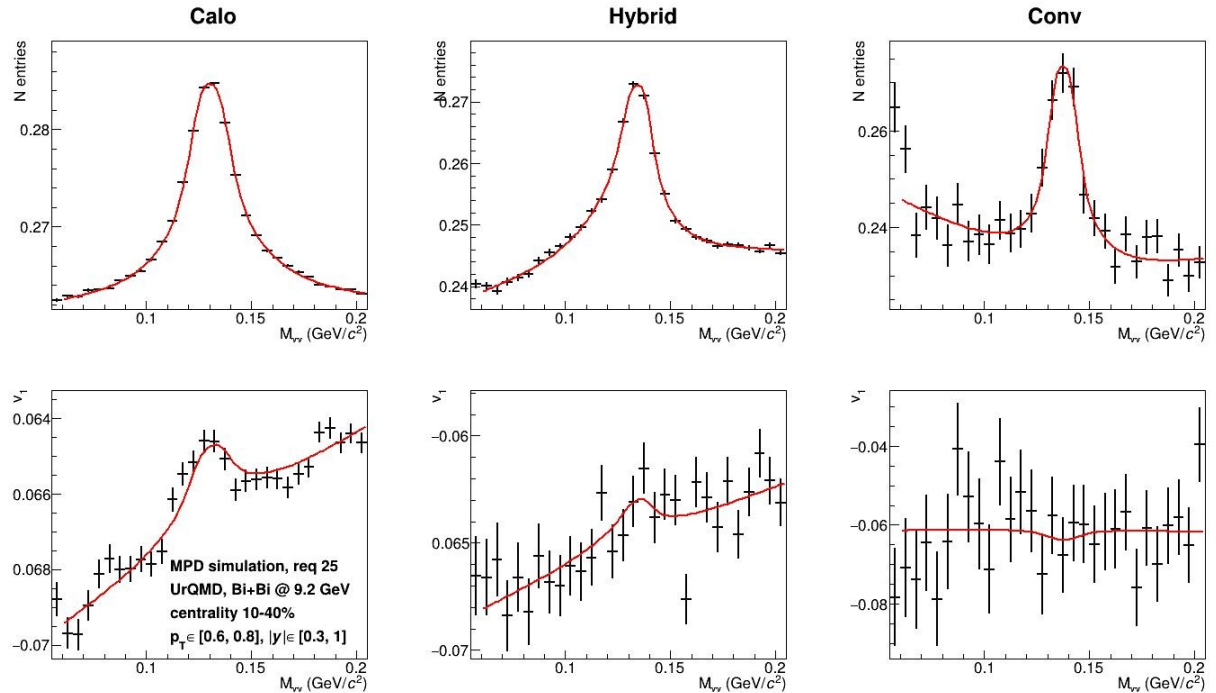 Calo
Hybrid
Conv
N entries
0.28
0.27
0.1
0.15
0.2
Mγγ (GeV/c²)
N entries
0.27
0.26
0.25
0.24
0.1
0.15
0.2
Mγγ (GeV/c²)
N entries
0.26
0.24
0.1
0.15
0.2
Mγγ (GeV/c²)
v₁
0.064
0.066
0.068
−0.07
MPD simulation, req 25
UrQMD, Bi+Bi @ 9.2 GeV
centrality 10-40%
p_T ∈ [0.6, 0.8], |y| ∈ [0.3, 1]
0.1
0.15
0.2
Mγγ (GeV/c²)
v₁
−0.06
0.065
−0.07
0.1
0.15
0.2
Mγγ (GeV/c²)
v₁
−0.04
−0.06
−0.08
0.1
0.15
0.2
Mγγ (GeV/c²)